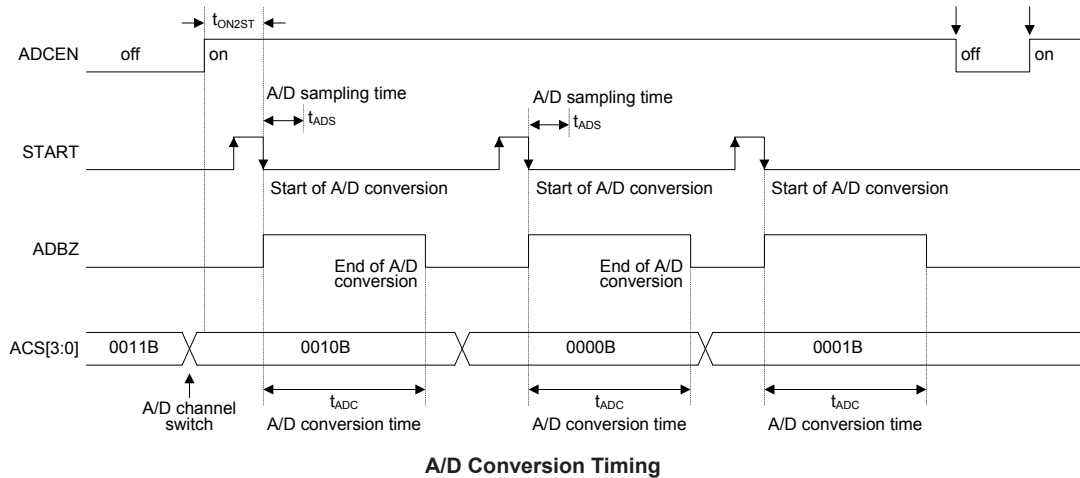 tON2ST
ADCEN off on off on
A/D sampling time A/D sampling time
tADS tADS
START
Start of A/D conversion Start of A/D conversion Start of A/D conversion
ADBZ
End of A/D conversion End of A/D conversion
ACS[3:0] 0011B 0010B 0000B 0001B
A/D channel switch
tADC tADC tADC
A/D conversion time A/D conversion time A/D conversion time
A/D Conversion Timing